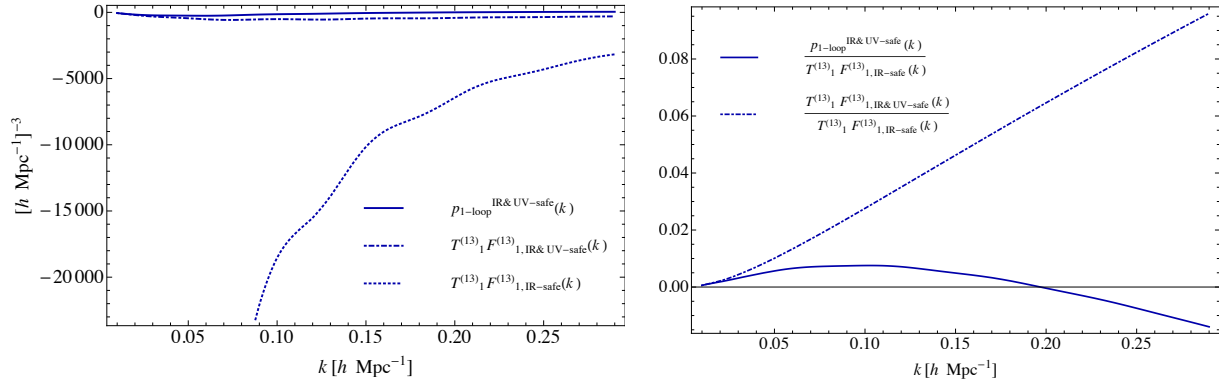 0
−5000
−10 000
−15 000
−20 000
[h Mpc⁻¹]⁻³
p₁₋ₗₒₒₚ^IR& UV−safe(k)
T⁽¹³⁾₁ F⁽¹³⁾₁, IR& UV−safe(k)
T⁽¹³⁾₁ F⁽¹³⁾₁, IR−safe(k)
0.05 0.10 0.15 0.20 0.25
k [h Mpc⁻¹]
0.08
0.06
0.04
0.02
0.00
p₁₋ₗₒₒₚ^IR& UV−safe(k)
T⁽¹³⁾₁ F⁽¹³⁾₁, IR−safe(k)
T⁽¹³⁾₁ F⁽¹³⁾₁, IR& UV−safe(k)
T⁽¹³⁾₁ F⁽¹³⁾₁, IR−safe(k)
0.05 0.10 0.15 0.20 0.25
k [h Mpc⁻¹]